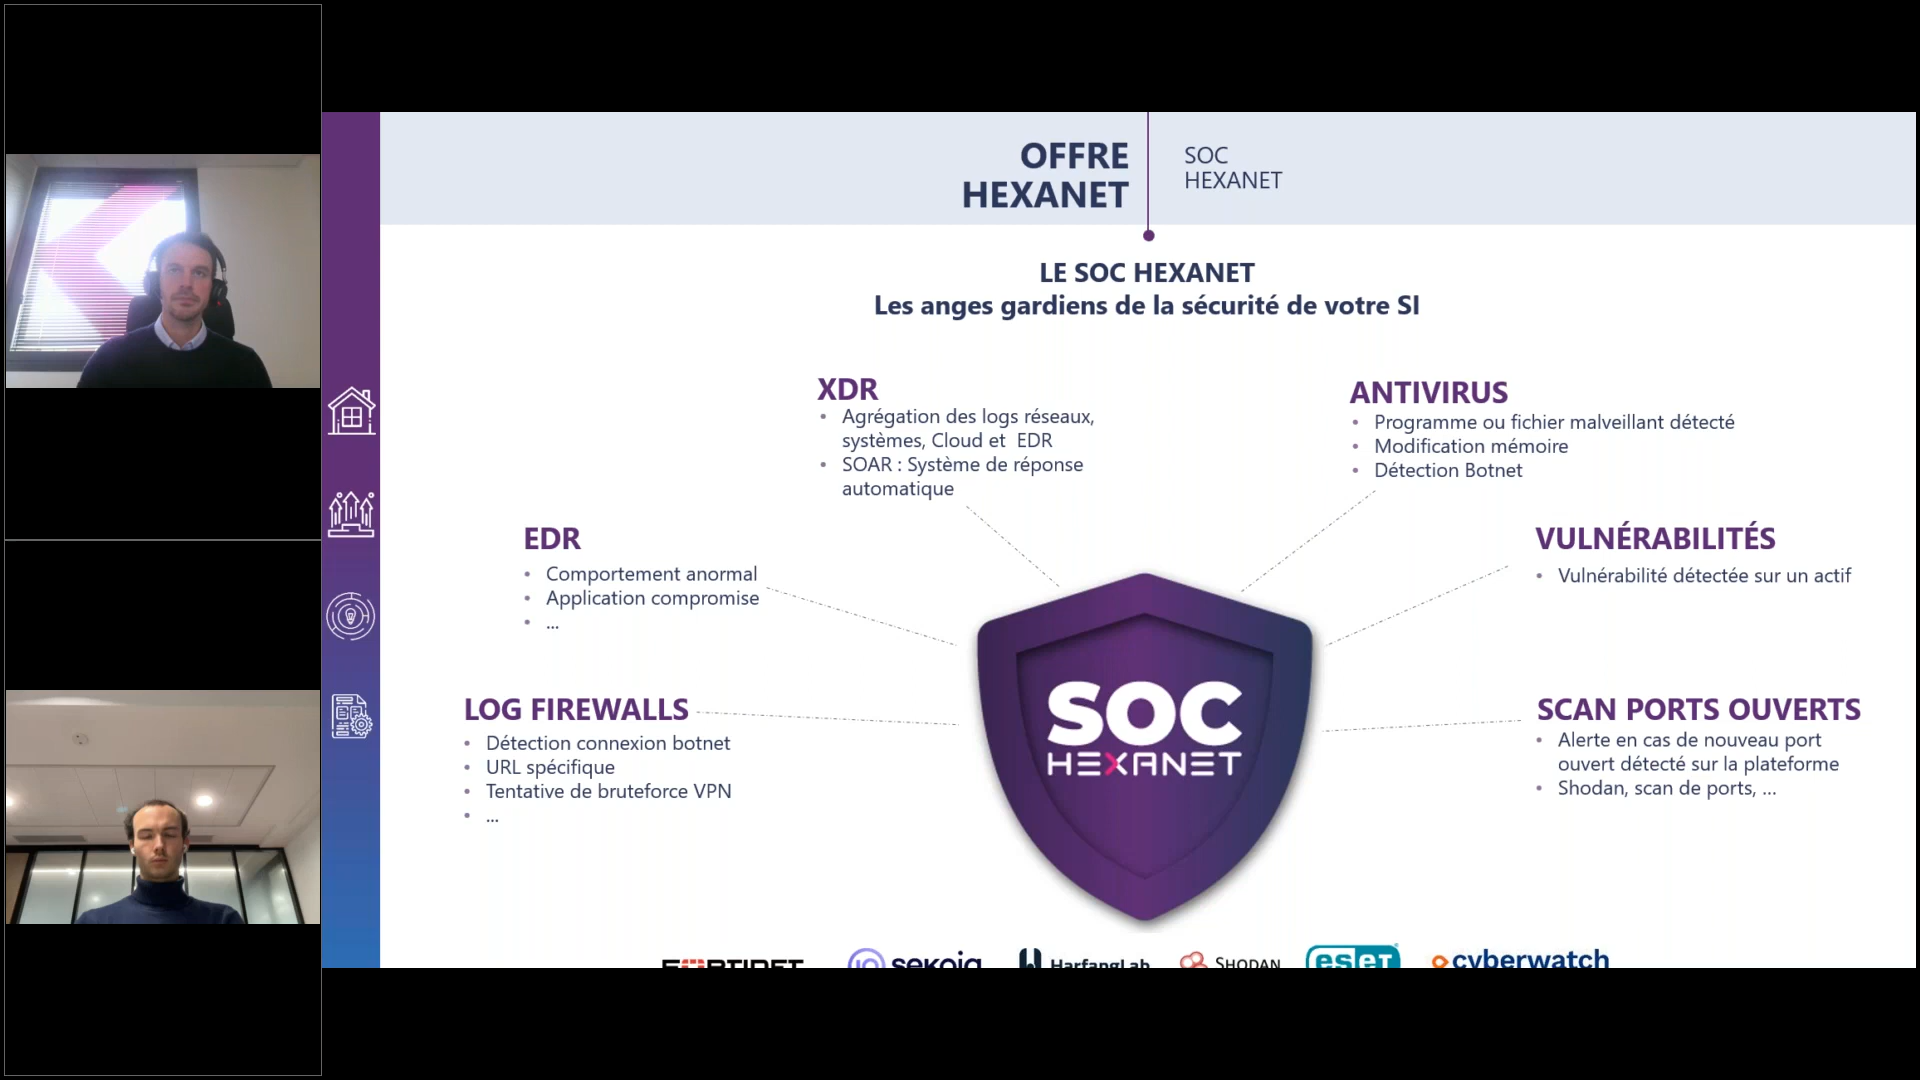 OFFRE
HEXANET
SOC
HEXANET
LE SOC HEXANET
Les anges gardiens de la sécurité de votre SI
XDR
• Agrégation des logs réseaux,
systèmes, Cloud et EDR
• SOAR : Système de réponse
automatique
ANTIVIRUS
• Programme ou fichier malveillant détecté
• Modification mémoire
• Détection Botnet
EDR
• Comportement anormal
• Application compromise
• ...
VULNÉRABILITÉS
• Vulnérabilité détectée sur un actif
LOG FIREWALLS
• Détection connexion botnet
• URL spécifique
• Tentative de bruteforce VPN
• ...
SCAN PORTS OUVERTS
• Alerte en cas de nouveau port
ouvert détecté sur la plateforme
• Shodan, scan de ports, ...
SOC
HEXANET
FORTINET
sekoia
HarfangLab
SHODAN
eseT
cyberwatch